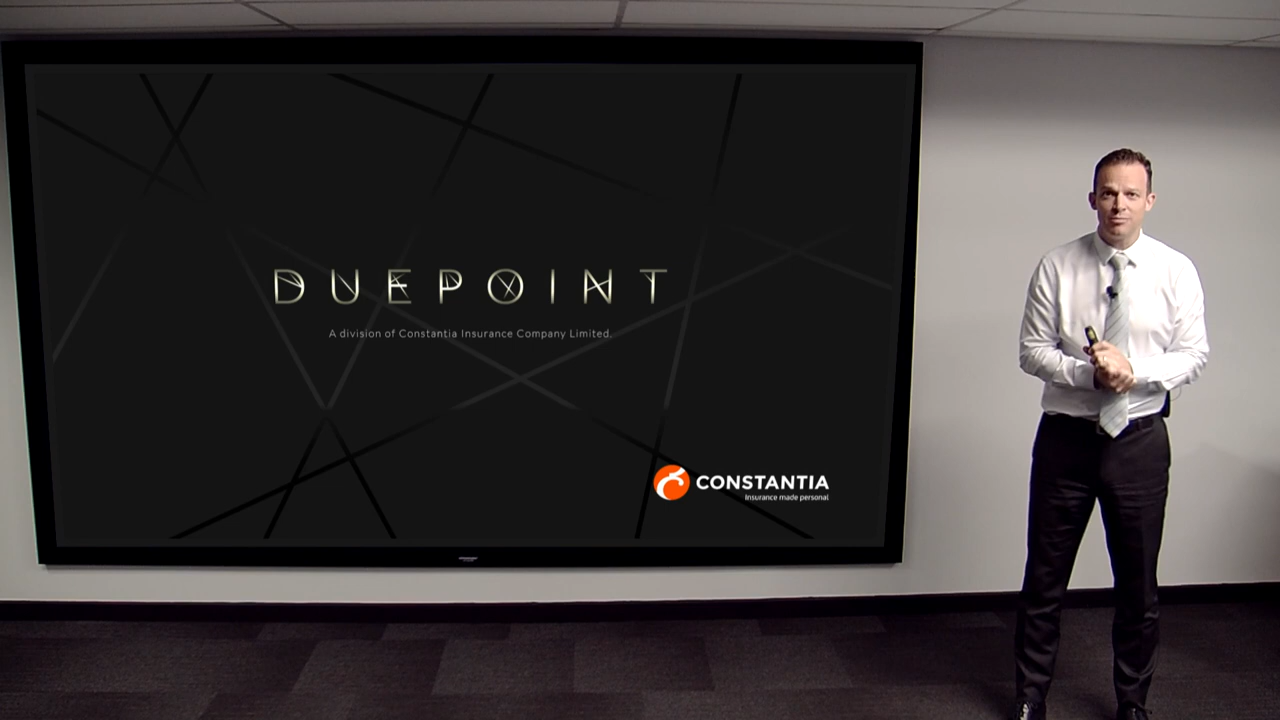 DUEPOINT
A division of Constantia Insurance Company Limited.
CONSTANTIA
Insurance made personal